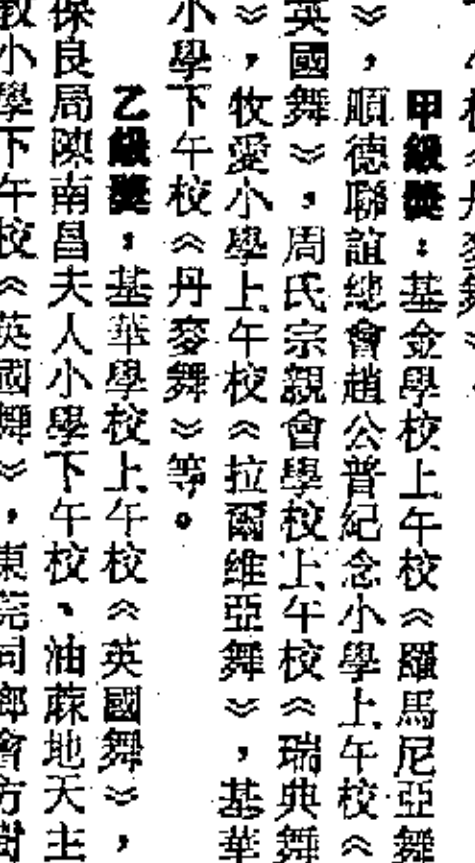 小校《丹麥舞》。
甲級獎：基金學校上午校《羅馬尼亞舞
》，順德聯誼總會趙公普紀念小學上午校《
英國舞》，周氏宗親會學校上午校《瑞典舞
》，牧愛小學上午校《拉爾維亞舞》，基華
小學下午校《丹麥舞》等。
乙級獎：基華學校上午校《英國舞》，
保良局陳南昌夫人小學下午校、油蔴地天主
教小學下午校《英國舞》，東莞同鄉會方樹